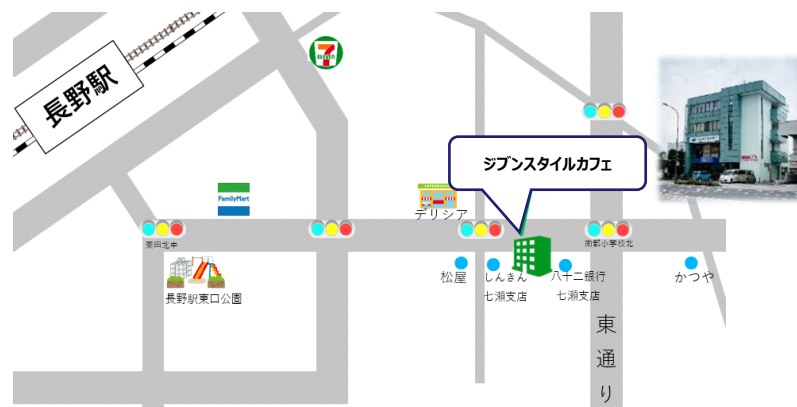 長野駅
7
ELEVEN
FamilyMart
ジブンスタイルカフェ
デリシア
栗田北中
南部小学校北
長野駅東口公園
松屋
しんきん
七瀬支店
八十二銀行
七瀬支店
かつや
東通り